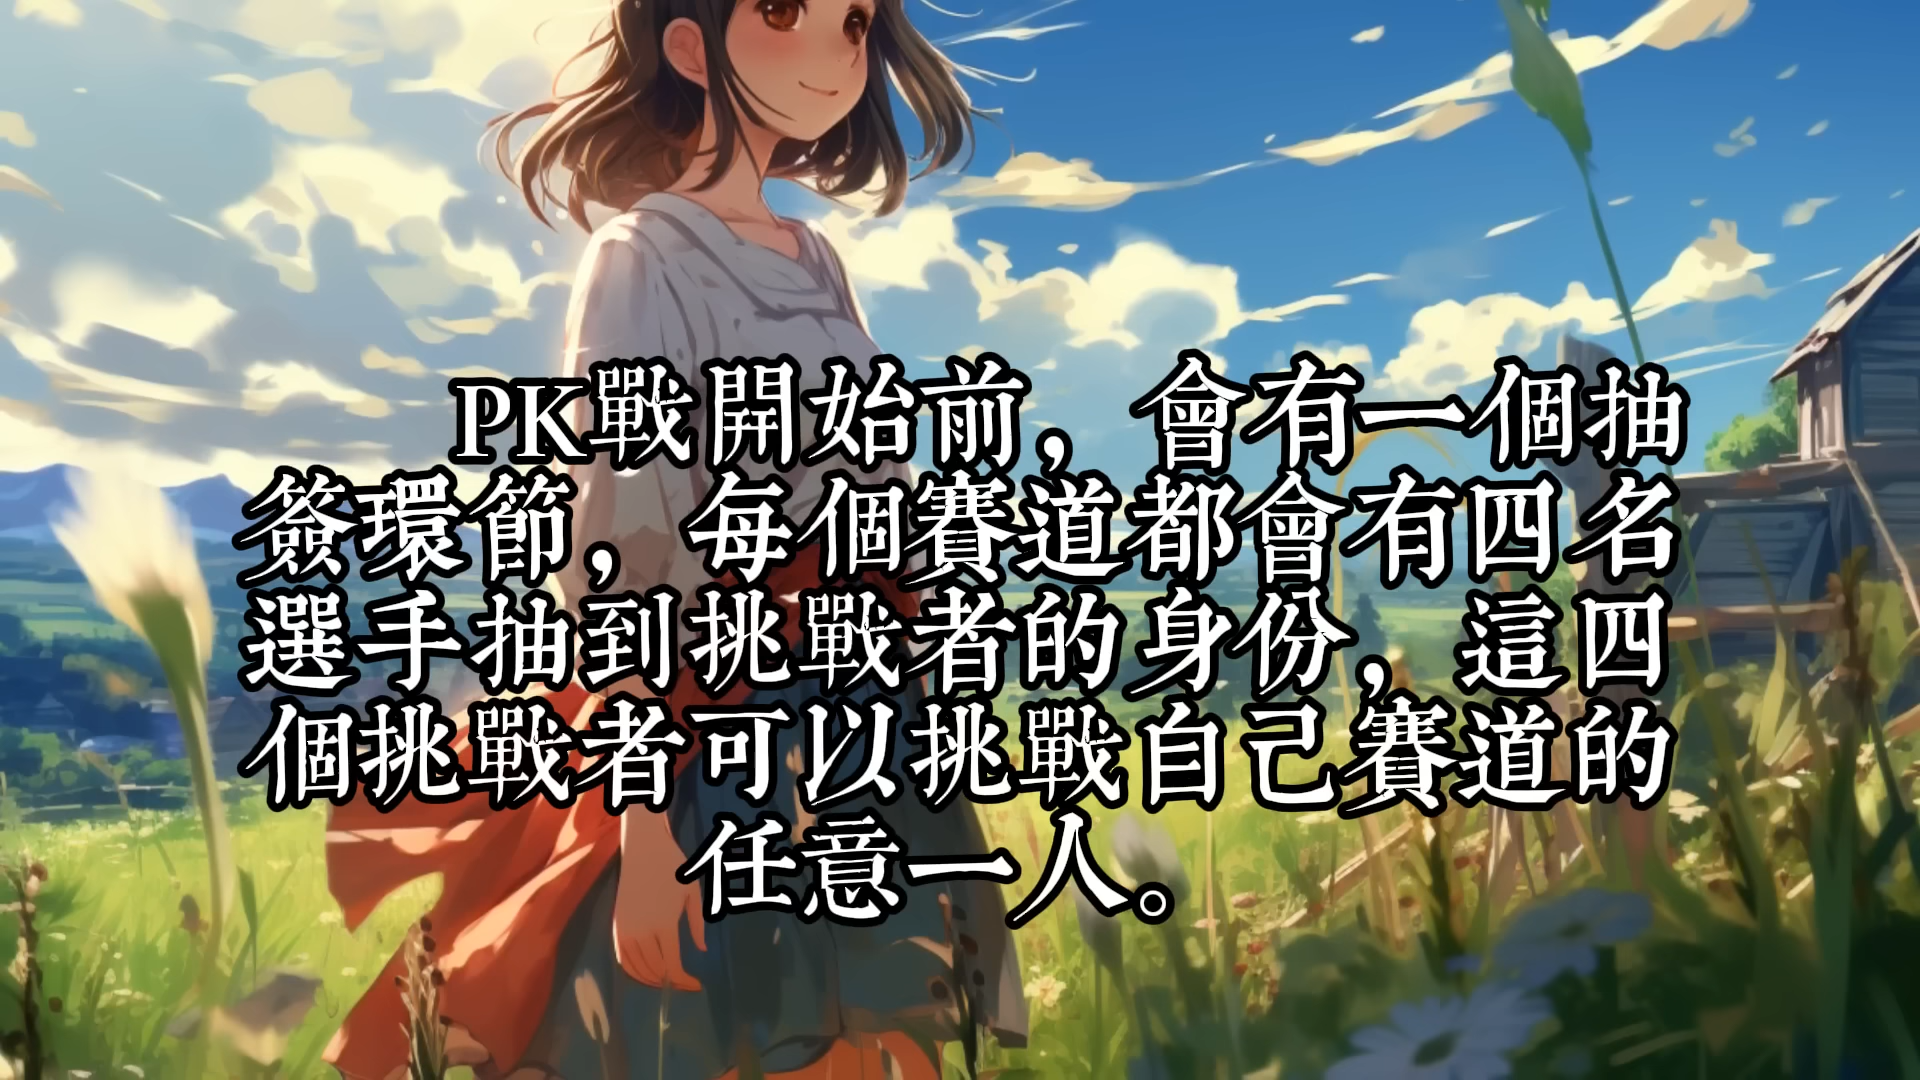 PK戰開始前，會有一個抽
簽環節，每個賽道都會有四名
選手抽到挑戰者的身份，這四
個挑戰者可以挑戰自己賽道的
任意一人。